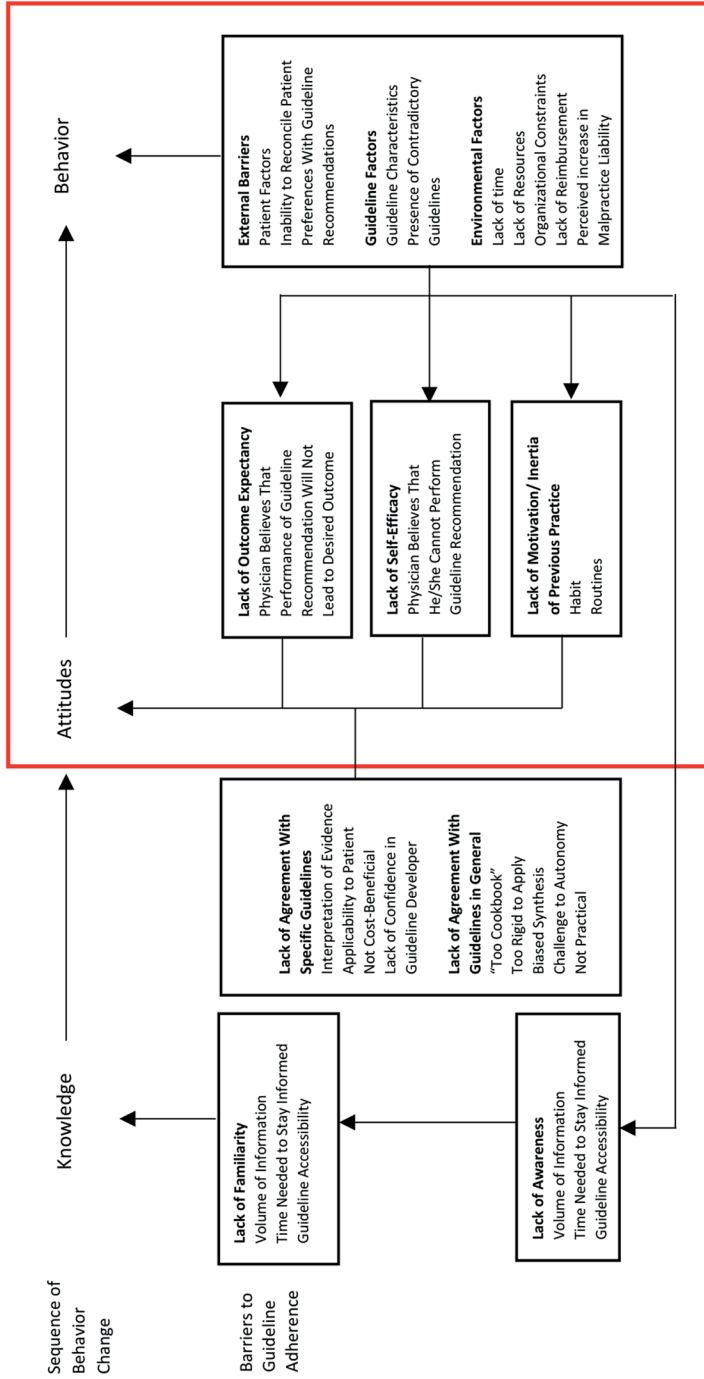 Sequence of
Behavior
Change
Knowledge
Attitudes
Behavior
Barriers to
Guideline
Adherence
Lack of Familiarity
Volume of Information
Time Needed to Stay Informed
Guideline Accessibility
Lack of Awareness
Volume of Information
Time Needed to Stay Informed
Guideline Accessibility
Lack of Agreement With
Specific Guidelines
Interpretation of Evidence
Applicability to Patient
Not Cost-Beneficial
Lack of Confidence in
Guideline Developer
Lack of Agreement With
Guidelines in General
“Too Cookbook”
Too Rigid to Apply
Biased Synthesis
Challenge to Autonomy
Not Practical
Lack of Outcome Expectancy
Physician Believes That
Performance of Guideline
Recommendation Will Not
Lead to Desired Outcome
Lack of Self-Efficacy
Physician Believes That
He/She Cannot Perform
Guideline Recommendation
Lack of Motivation/ Inertia
of Previous Practice
Habit
Routines
External Barriers
Patient Factors
Inability to Reconcile Patient
Preferences With Guideline
Recommendations
Guideline Factors
Guideline Characteristics
Presence of Contradictory
Guidelines
Environmental Factors
Lack of time
Lack of Resources
Organizational Constraints
Lack of Reimbursement
Perceived increase in
Malpractice Liability